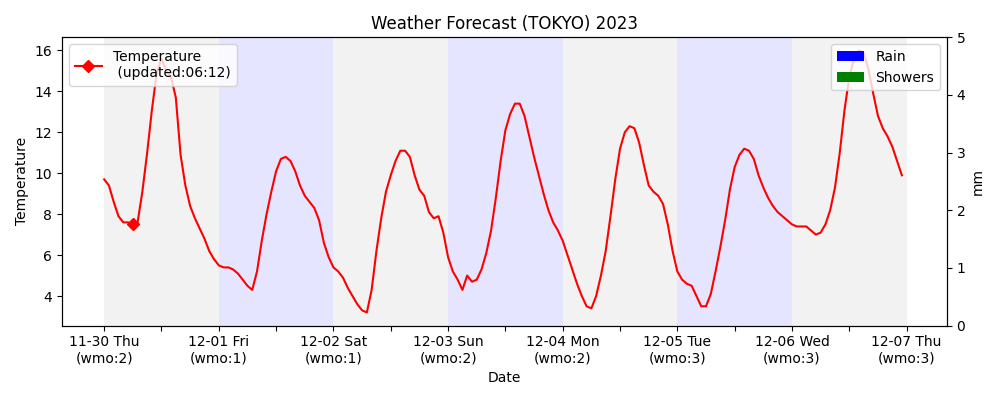 Weather Forecast (TOKYO) 2023
Temperature
(updated:06:12)
Rain
Showers
16
14
12
10
8
6
4
Temperature
5
4
3
2
1
0
mm
11-30 Thu
(wmo:2)
12-01 Fri
(wmo:1)
12-02 Sat
(wmo:1)
12-03 Sun
(wmo:2)
12-04 Mon
(wmo:2)
12-05 Tue
(wmo:3)
12-06 Wed
(wmo:3)
12-07 Thu
(wmo:3)
Date